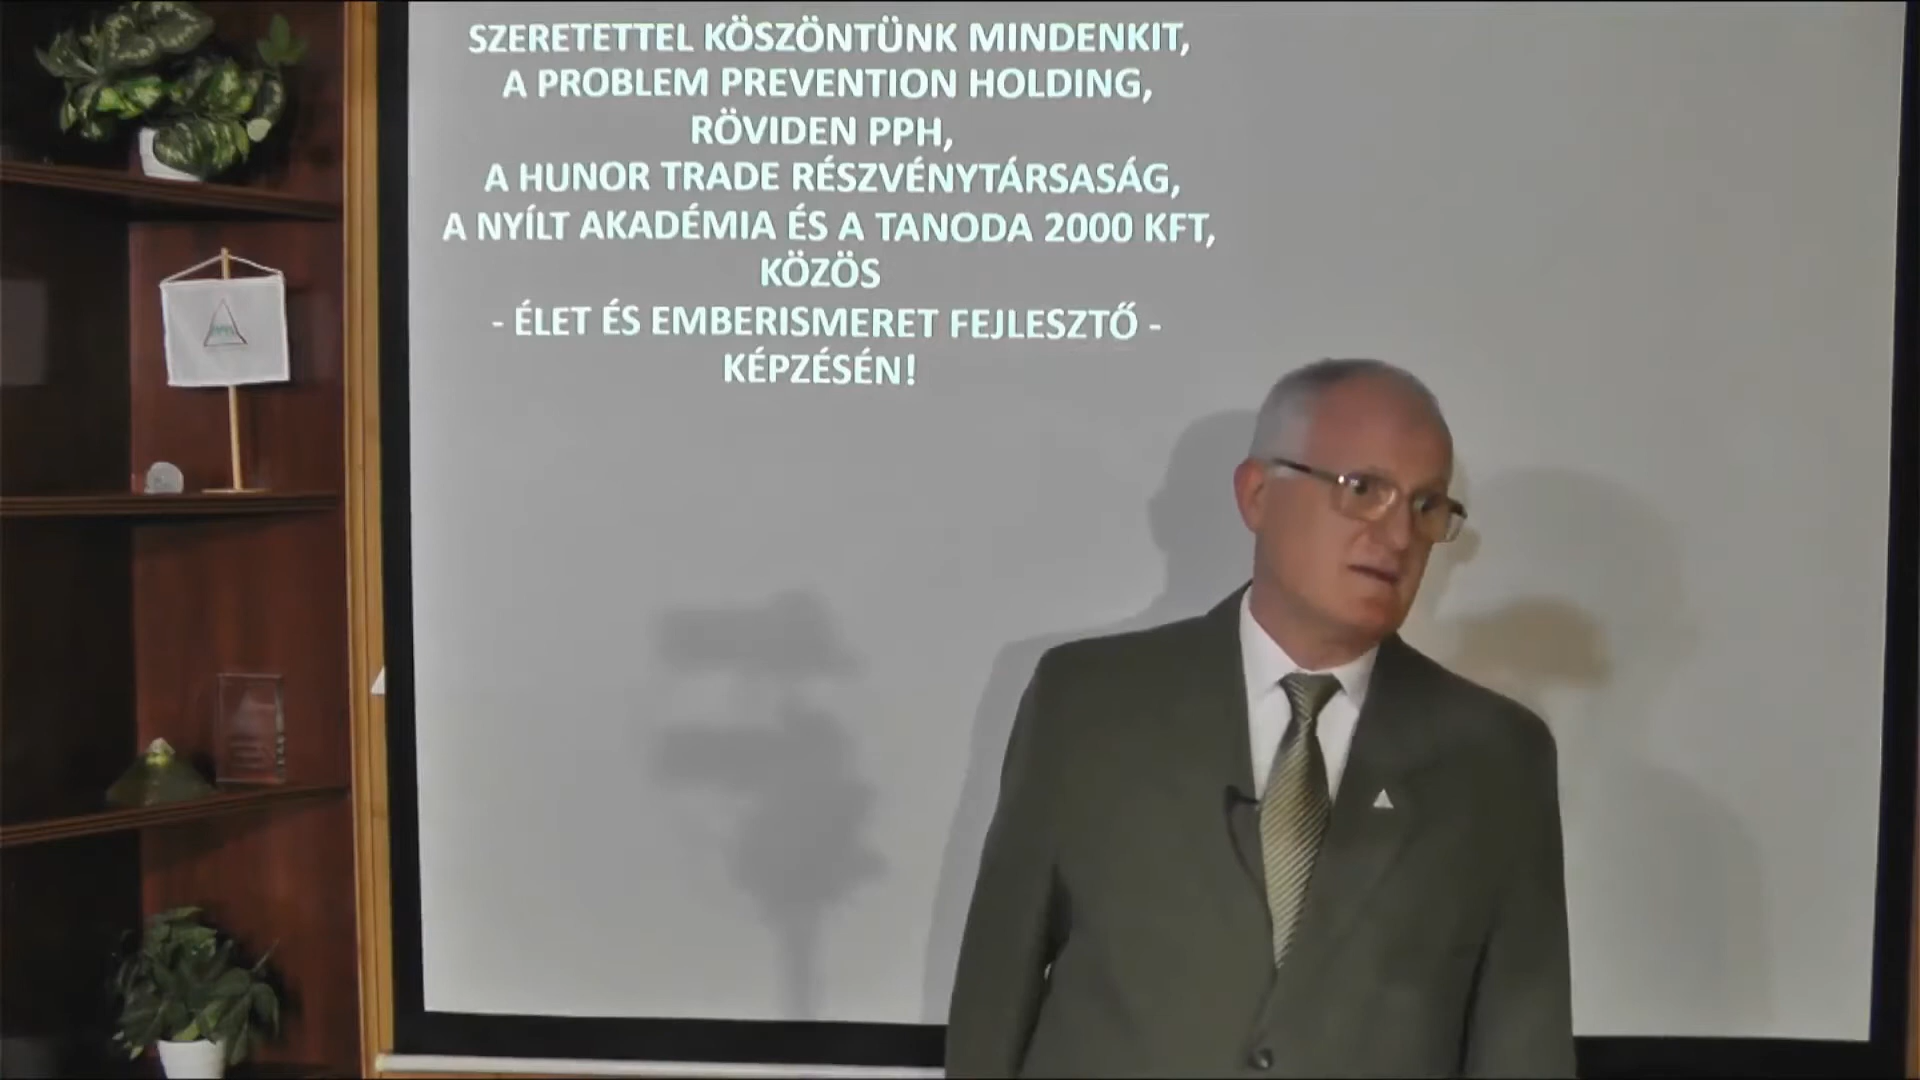 SZERETETTEL KÖSZÖNTÜNK MINDENKIT,
A PROBLEM PREVENTION HOLDING,
RÖVIDEN PPH,
A HUNOR TRADE RÉSZVÉNYTÁRSASÁG,
A NYÍLT AKADÉMIA ÉS A TANODA 2000 KFT,
KÖZÖS
- ÉLET ÉS EMBERISMERET FEJLESZTŐ -
KÉPZÉSÉN!